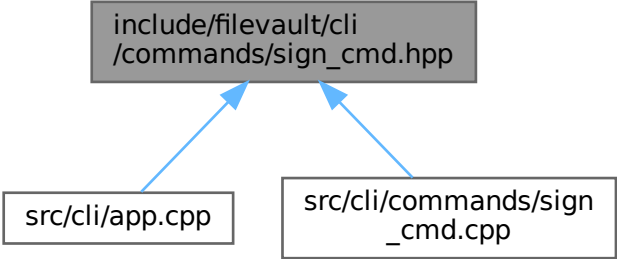 include/filevault/cli
/commands/sign_cmd.hpp
src/cli/app.cpp
src/cli/commands/sign
_cmd.cpp